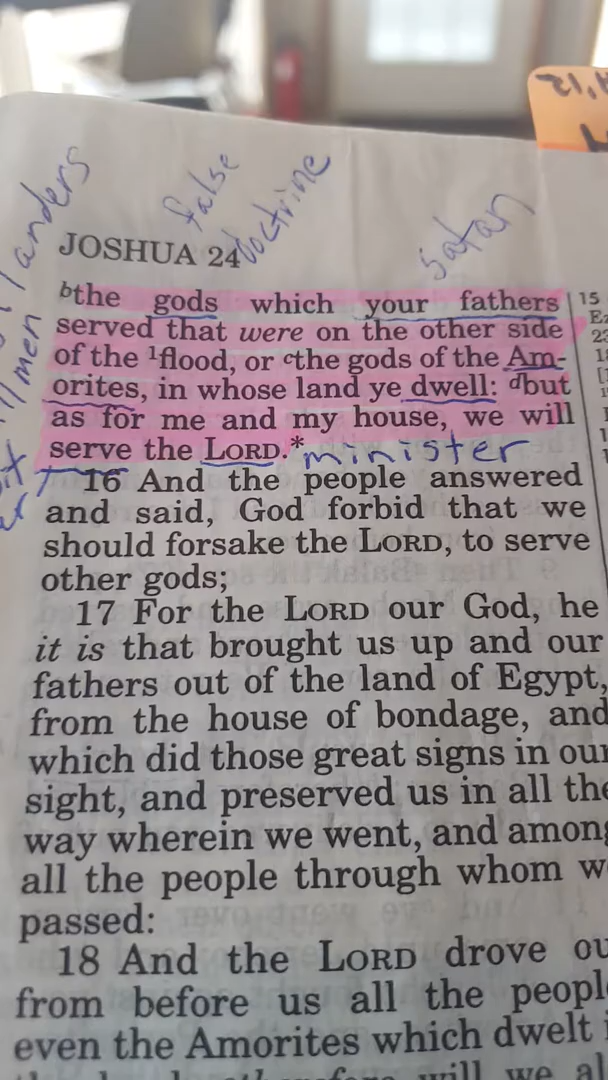 anders
false
doctrine
satan
JOSHUA 24
bthe gods which your fathers
served that were on the other side
of the 1flood, or cthe gods of the Am-
orites, in whose land ye dwell: dbut
as for me and my house, we will
serve the LORD.* minister
16 And the people answered
and said, God forbid that we
should forsake the LORD, to serve
other gods;
17 For the LORD our God, he
it is that brought us up and our
fathers out of the land of Egypt,
from the house of bondage, and
which did those great signs in our
sight, and preserved us in all the
way wherein we went, and among
all the people through whom w
passed:
18 And the LORD drove ou
from before us all the people
even the Amorites which dwelt i
will we al
men
15